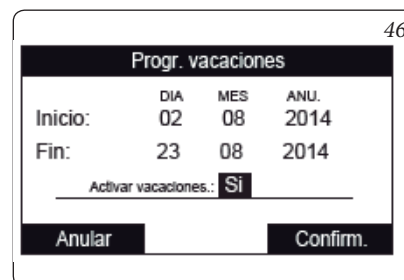 46
Progr. vacaciones
DIA MES ANU.
Inicio: 02 08 2014
Fin: 23 08 2014
Activar vacaciones.: Si
Anular Confirm.